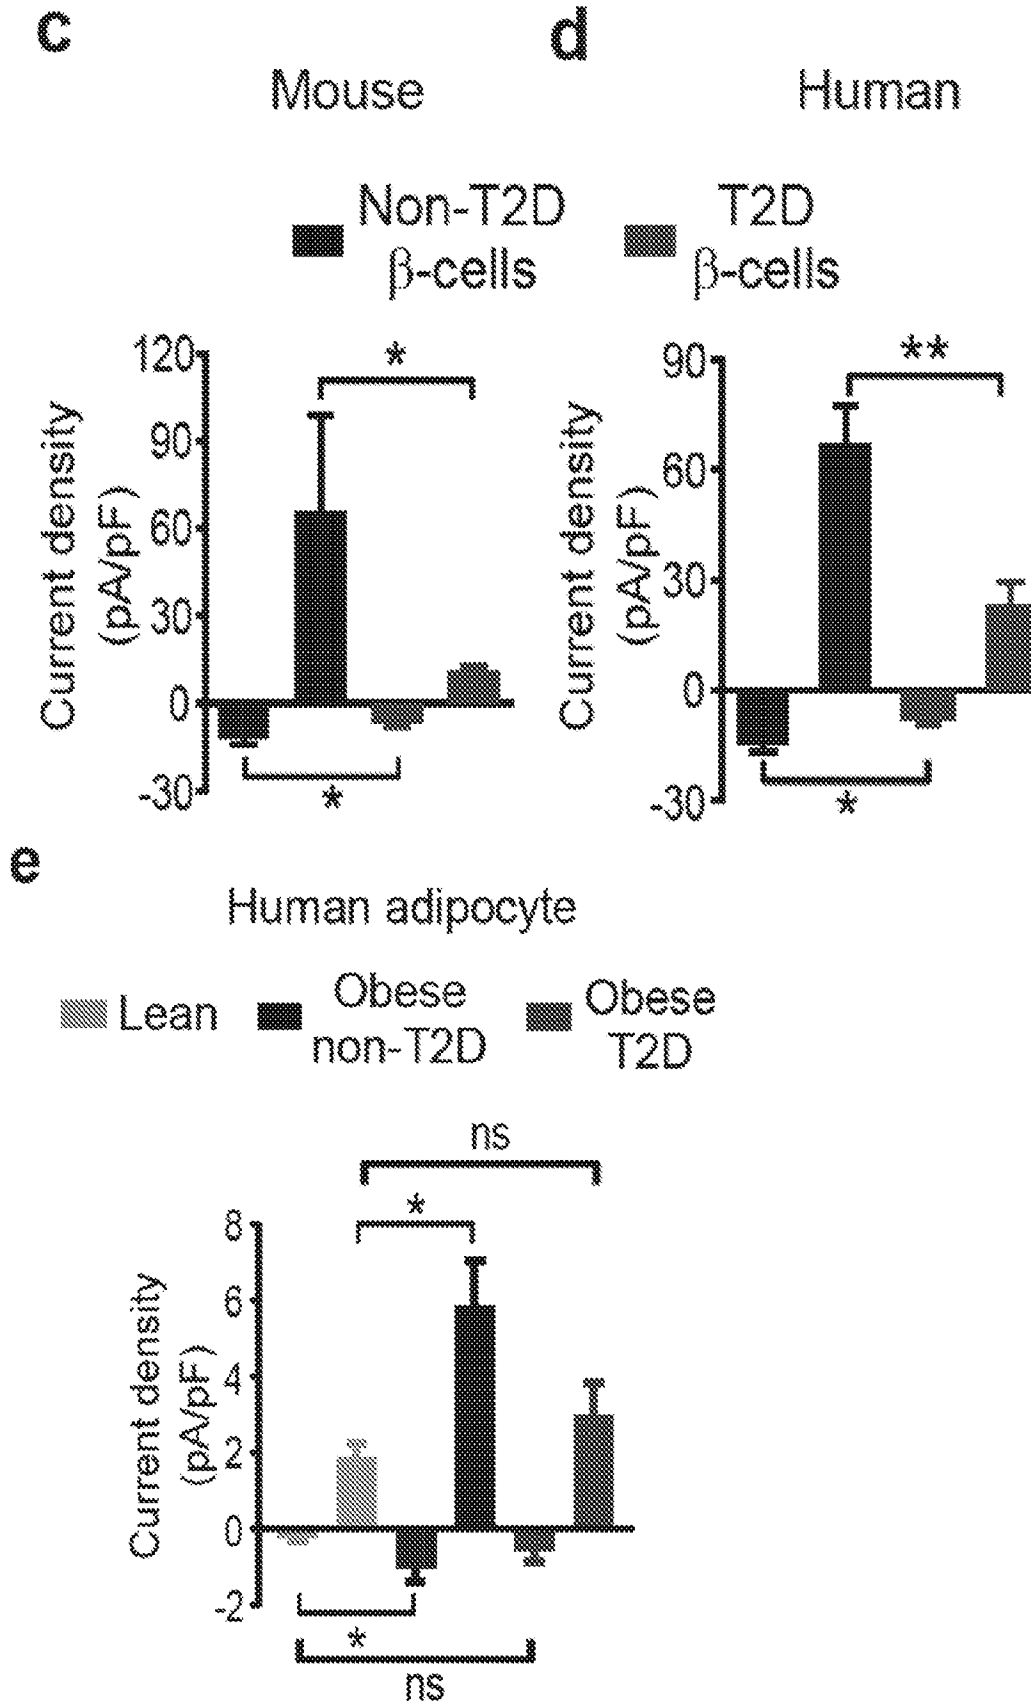 c
Mouse
d
Human
Non-T2D
β-cells
T2D
β-cells
Current density
(pA/pF)
120
90
60
30
0
-30
*
*
Current density
(pA/pF)
90
60
30
0
-30
**
*
e
Human adipocyte
Lean
Obese
non-T2D
Obese
T2D
ns
*
Current density
(pA/pF)
8
6
4
2
0
-2
*
ns